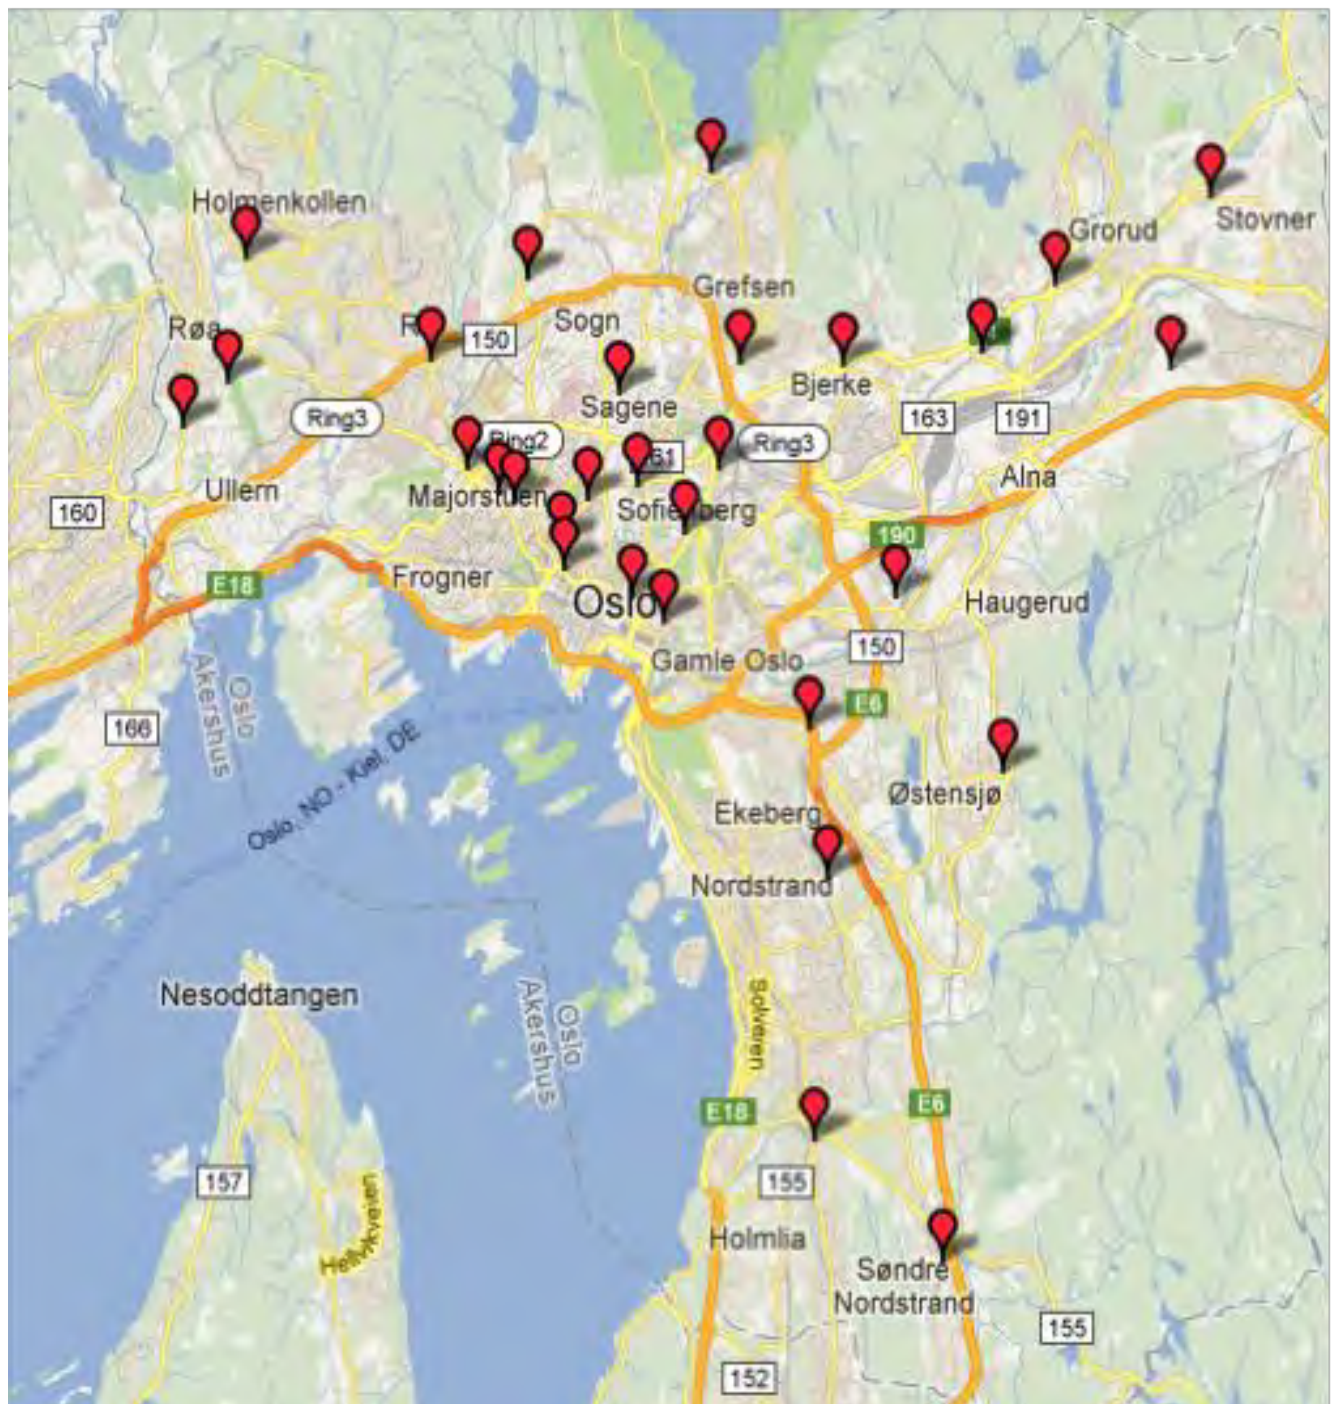 Holmenkollen
Stovner
Grorud
Grefsen
Sogn
Røa
150
Bjerke
Sagene
Ring3
163
191
Ring2
Ring3
Alna
Ullern
Majorstuen
Sofienberg
160
190
E18
Frogner
Oslo
Haugerud
150
Gamle Oslo
E6
Oslo
Akershus
166
Oslo, NO - Kiel, DE
Østensjø
Ekeberg
Nordstrand
Nesoddtangen
Oslo
Akershus
E18
E6
157
155
Holmlia
Søndre
Nordstrand
155
152